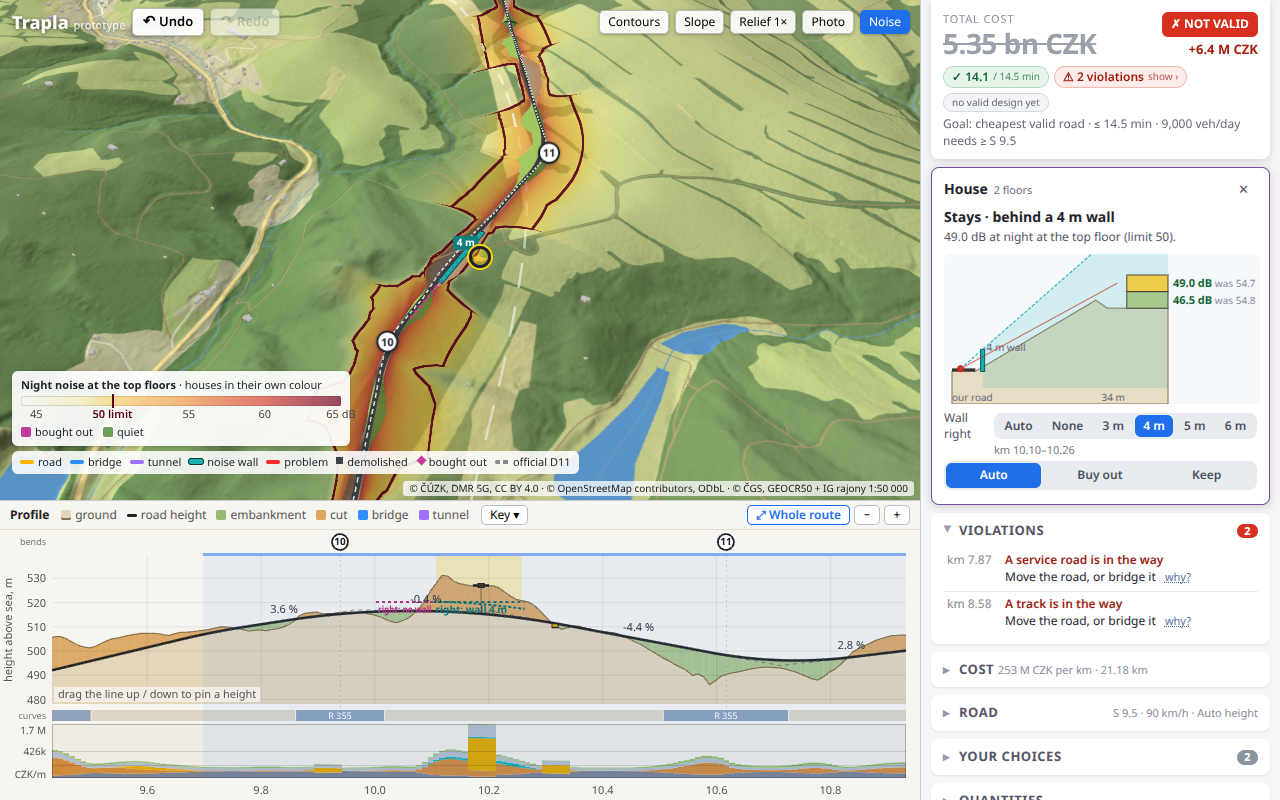 Trapla prototype
↶ Undo
↷ Redo
Contours
Slope
Relief 1×
Photo
Noise
11
4 m
10
Night noise at the top floors · houses in their own colour
45 50 limit 55 60 65 dB
bought out quiet
road bridge tunnel noise wall problem demolished bought out official D11
© ČÚZK, DMR 5G, CC BY 4.0 · © OpenStreetMap contributors, ODbL · © ČGS, GEOCR50 + IG rajony 1:50 000
Profile ground road height embankment cut bridge tunnel Key ▾
⤢ Whole route − +
bends 10 11
height above sea, m
530
520
510
500
490
480
3.6 %
-0.4 %
right: no wall
right: wall 4 m
-4.4 %
2.8 %
drag the line up / down to pin a height
curves R 355 R 355
1.7 M
426k
CZK/m
9.6 9.8 10.0 10.2 10.4 10.6 10.8
TOTAL COST
✗ NOT VALID
5.35 bn CZK
+6.4 M CZK
✓ 14.1 / 14.5 min
⚠ 2 violations show ›
no valid design yet
Goal: cheapest valid road · ≤ 14.5 min · 9,000 veh/day
needs ≥ S 9.5
House 2 floors ✕
Stays · behind a 4 m wall
49.0 dB at night at the top floor (limit 50).
49.0 dB was 54.7
46.5 dB was 54.8
4 m wall
our road
34 m
Wall right
Auto None 3 m 4 m 5 m 6 m
km 10.10–10.26
Auto Buy out Keep
▼ VIOLATIONS 2
km 7.87 A service road is in the way
Move the road, or bridge it why?
km 8.58 A track is in the way
Move the road, or bridge it why?
▶ COST 253 M CZK per km · 21.18 km
▶ ROAD S 9.5 · 90 km/h · Auto height
▶ YOUR CHOICES 2
QUANTITIES